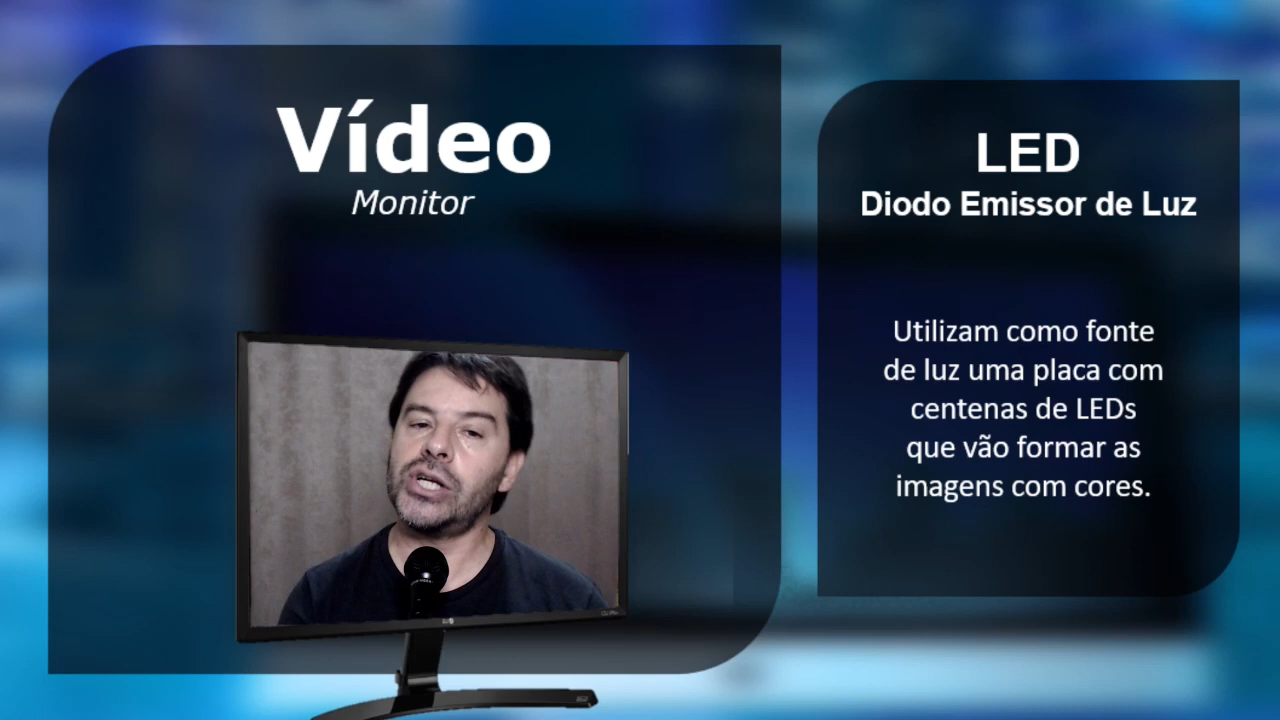 Vídeo
Monitor
LED
Diodo Emissor de Luz
Utilizam como fonte
de luz uma placa com
centenas de LEDs
que vão formar as
imagens com cores.